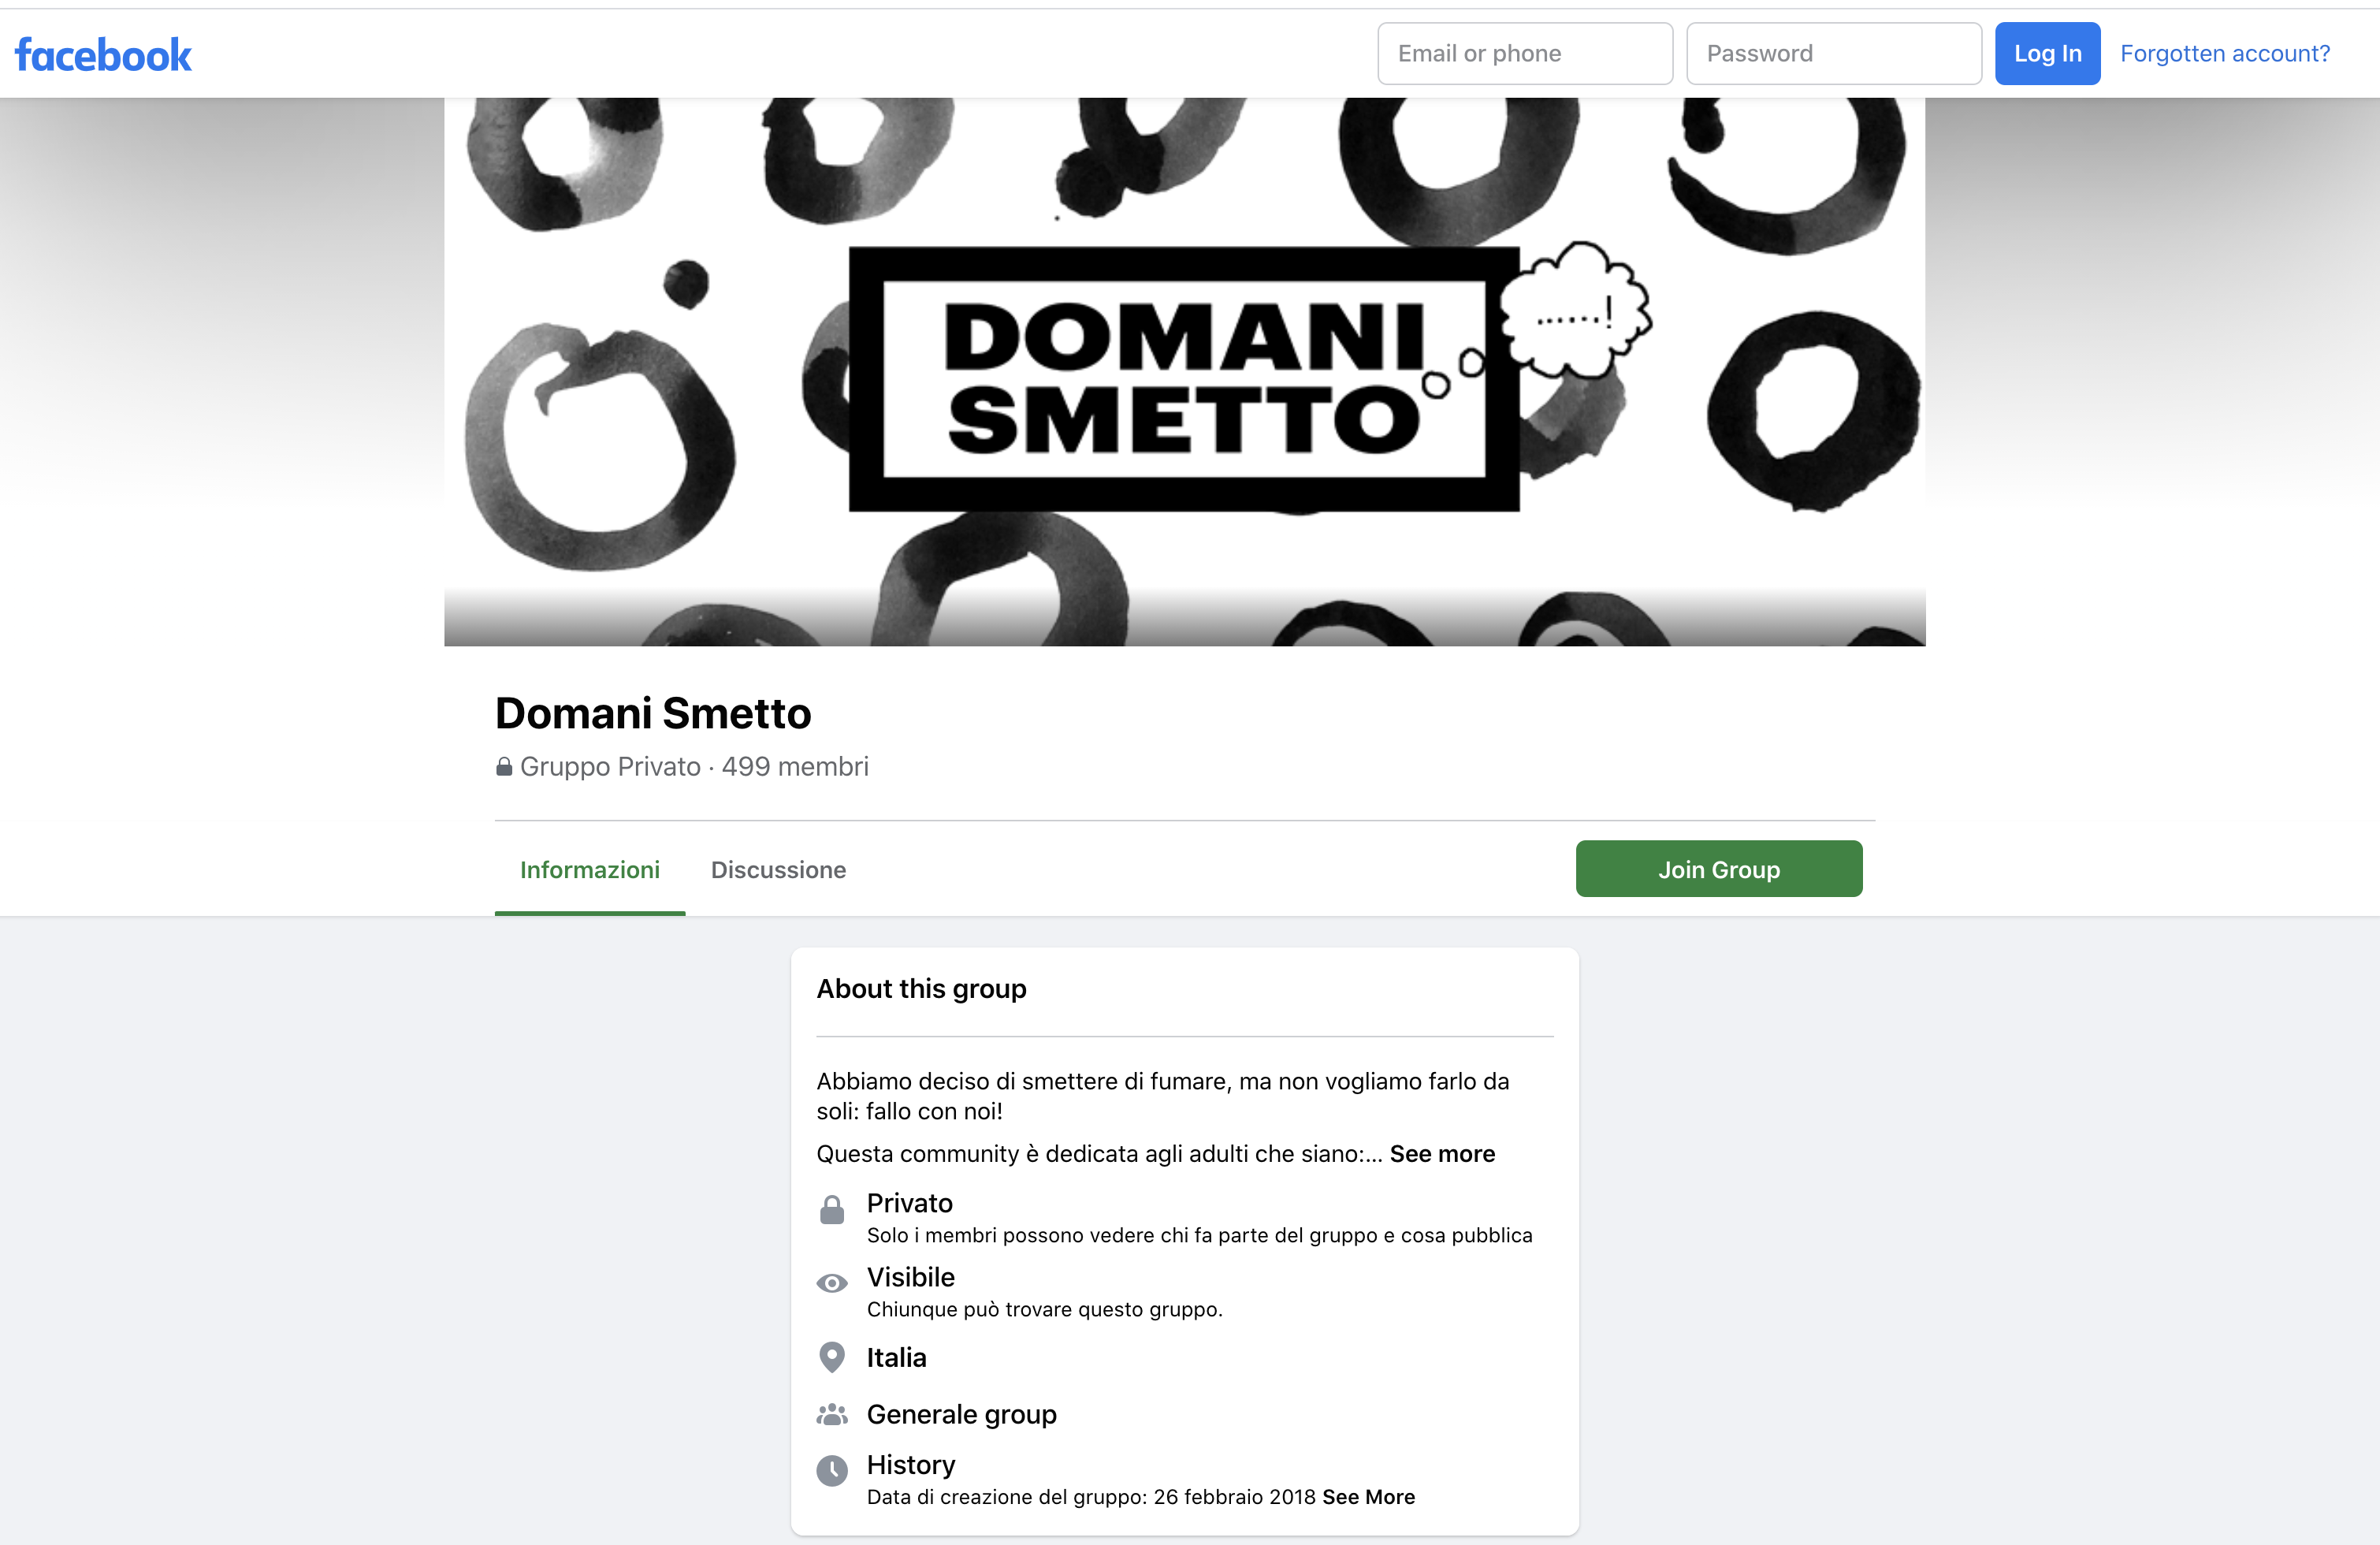 facebook
Email or phone
Password
Log In
Forgotten account?
DOMANI
SMETTO
......!
Domani Smetto
Gruppo Privato · 499 membri
Informazioni
Discussione
Join Group
About this group
Abbiamo deciso di smettere di fumare, ma non vogliamo farlo da
soli: fallo con noi!
Questa community è dedicata agli adulti che siano:... See more
Privato
Solo i membri possono vedere chi fa parte del gruppo e cosa pubblica
Visibile
Chiunque può trovare questo gruppo.
Italia
Generale group
History
Data di creazione del gruppo: 26 febbraio 2018 See More